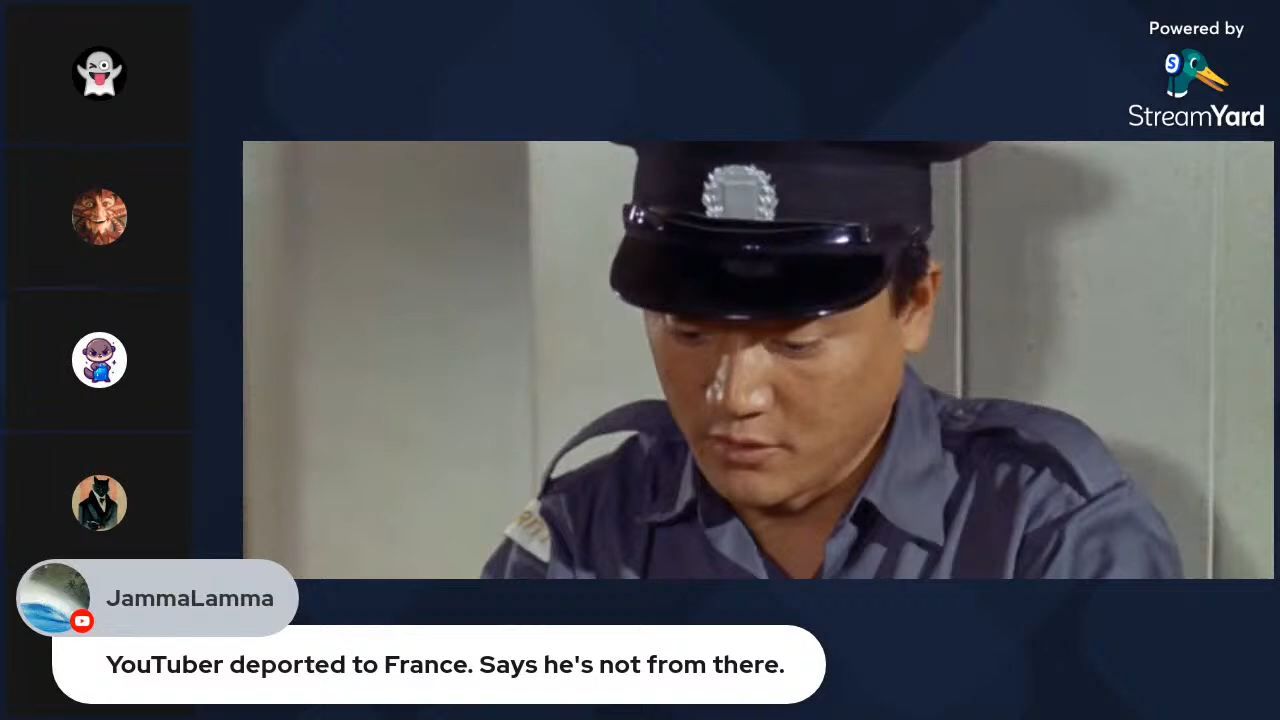 Powered by
StreamYard
JammaLamma
YouTuber deported to France. Says he's not from there.